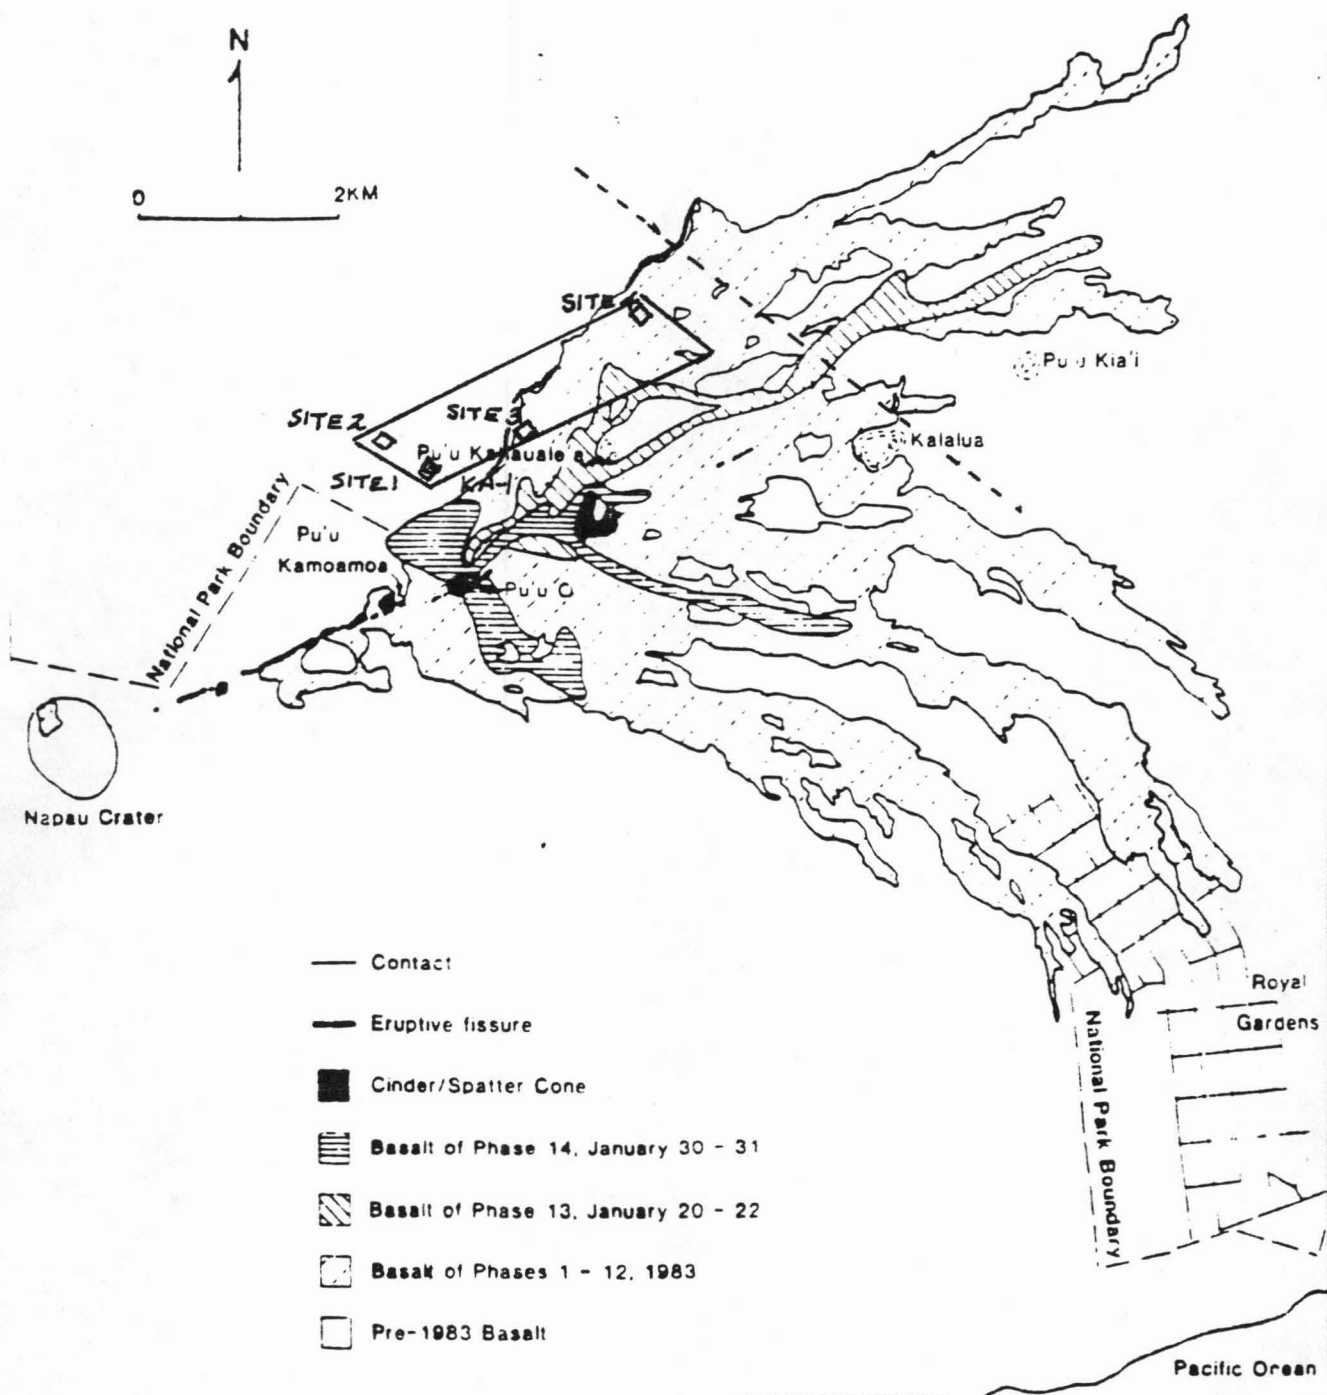 N
0 2KM
SITE
Pu'u Kia'i
SITE 2
SITE 3
Kalalua
SITE 1
KA-1
National Park Boundary
Pu'u
Kamoamoa
Pu'u O
Napau Crater
Contact
Eruptive fissure
Cinder/Spatter Cone
Basalt of Phase 14, January 30 - 31
Basalt of Phase 13, January 20 - 22
Basalt of Phases 1 - 12, 1983
Pre-1983 Basalt
Royal
Gardens
National Park Boundary
Pacific Ocean